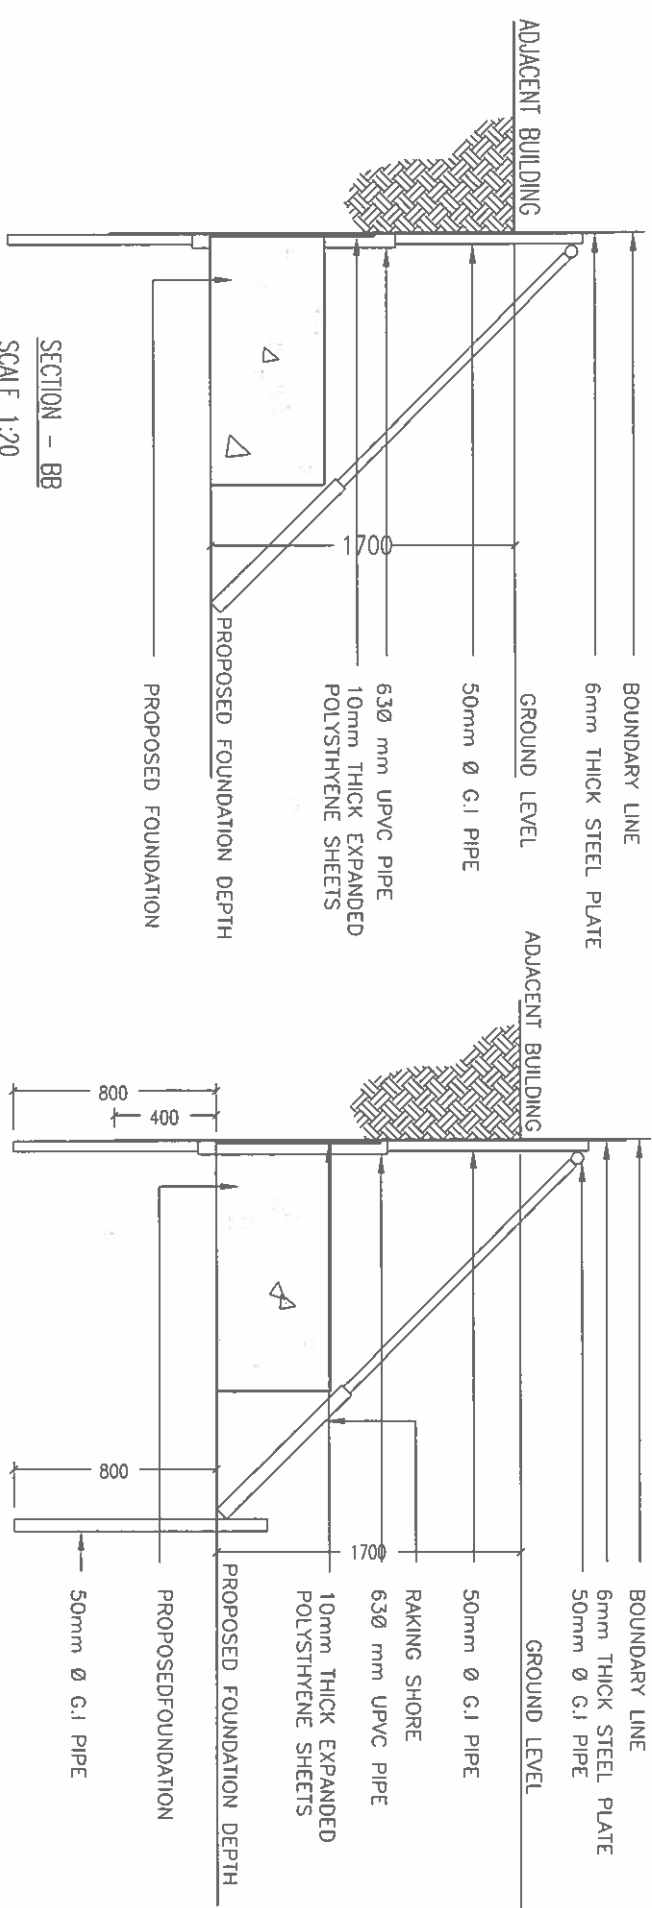 BOUNDARY LINE
6mm THICK STEEL PLATE
ADJACENT BUILDING
GROUND LEVEL
50mm Ø G.I PIPE
1700
630 mm UPVC PIPE
10mm THICK EXPANDED
POLYSTHYENE SHEETS
PROPOSED FOUNDATION DEPTH
PROPOSED FOUNDATION
SECTION - BB
SCALE 1:20
BOUNDARY LINE
6mm THICK STEEL PLATE
50mm Ø G.I PIPE
ADJACENT BUILDING
GROUND LEVEL
50mm Ø G.I PIPE
RAKING SHORE
1700
630 mm UPVC PIPE
10mm THICK EXPANDED
POLYSTHYENE SHEETS
PROPOSED FOUNDATION DEPTH
PROPOSEDFOUNDATION
800
400
800
50mm Ø G.I PIPE